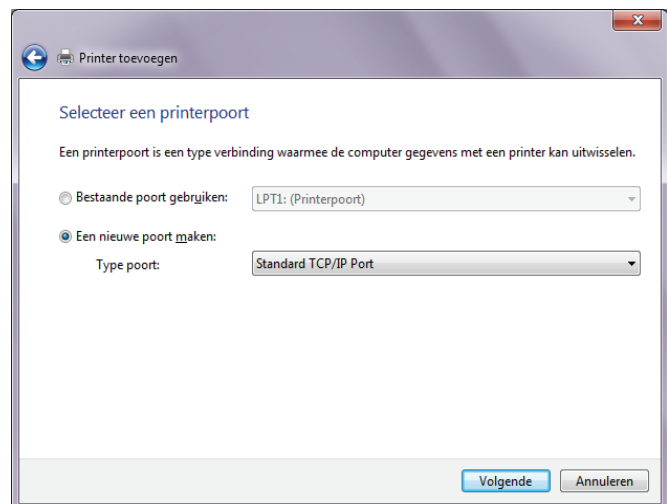 Printer toevoegen
Selecteer een printerpoort
Een printerpoort is een type verbinding waarmee de computer gegevens met een printer kan uitwisselen.
Bestaande poort gebruiken: LPT1: (Printerpoort)
Een nieuwe poort maken:
Type poort: Standard TCP/IP Port
Volgende Annuleren